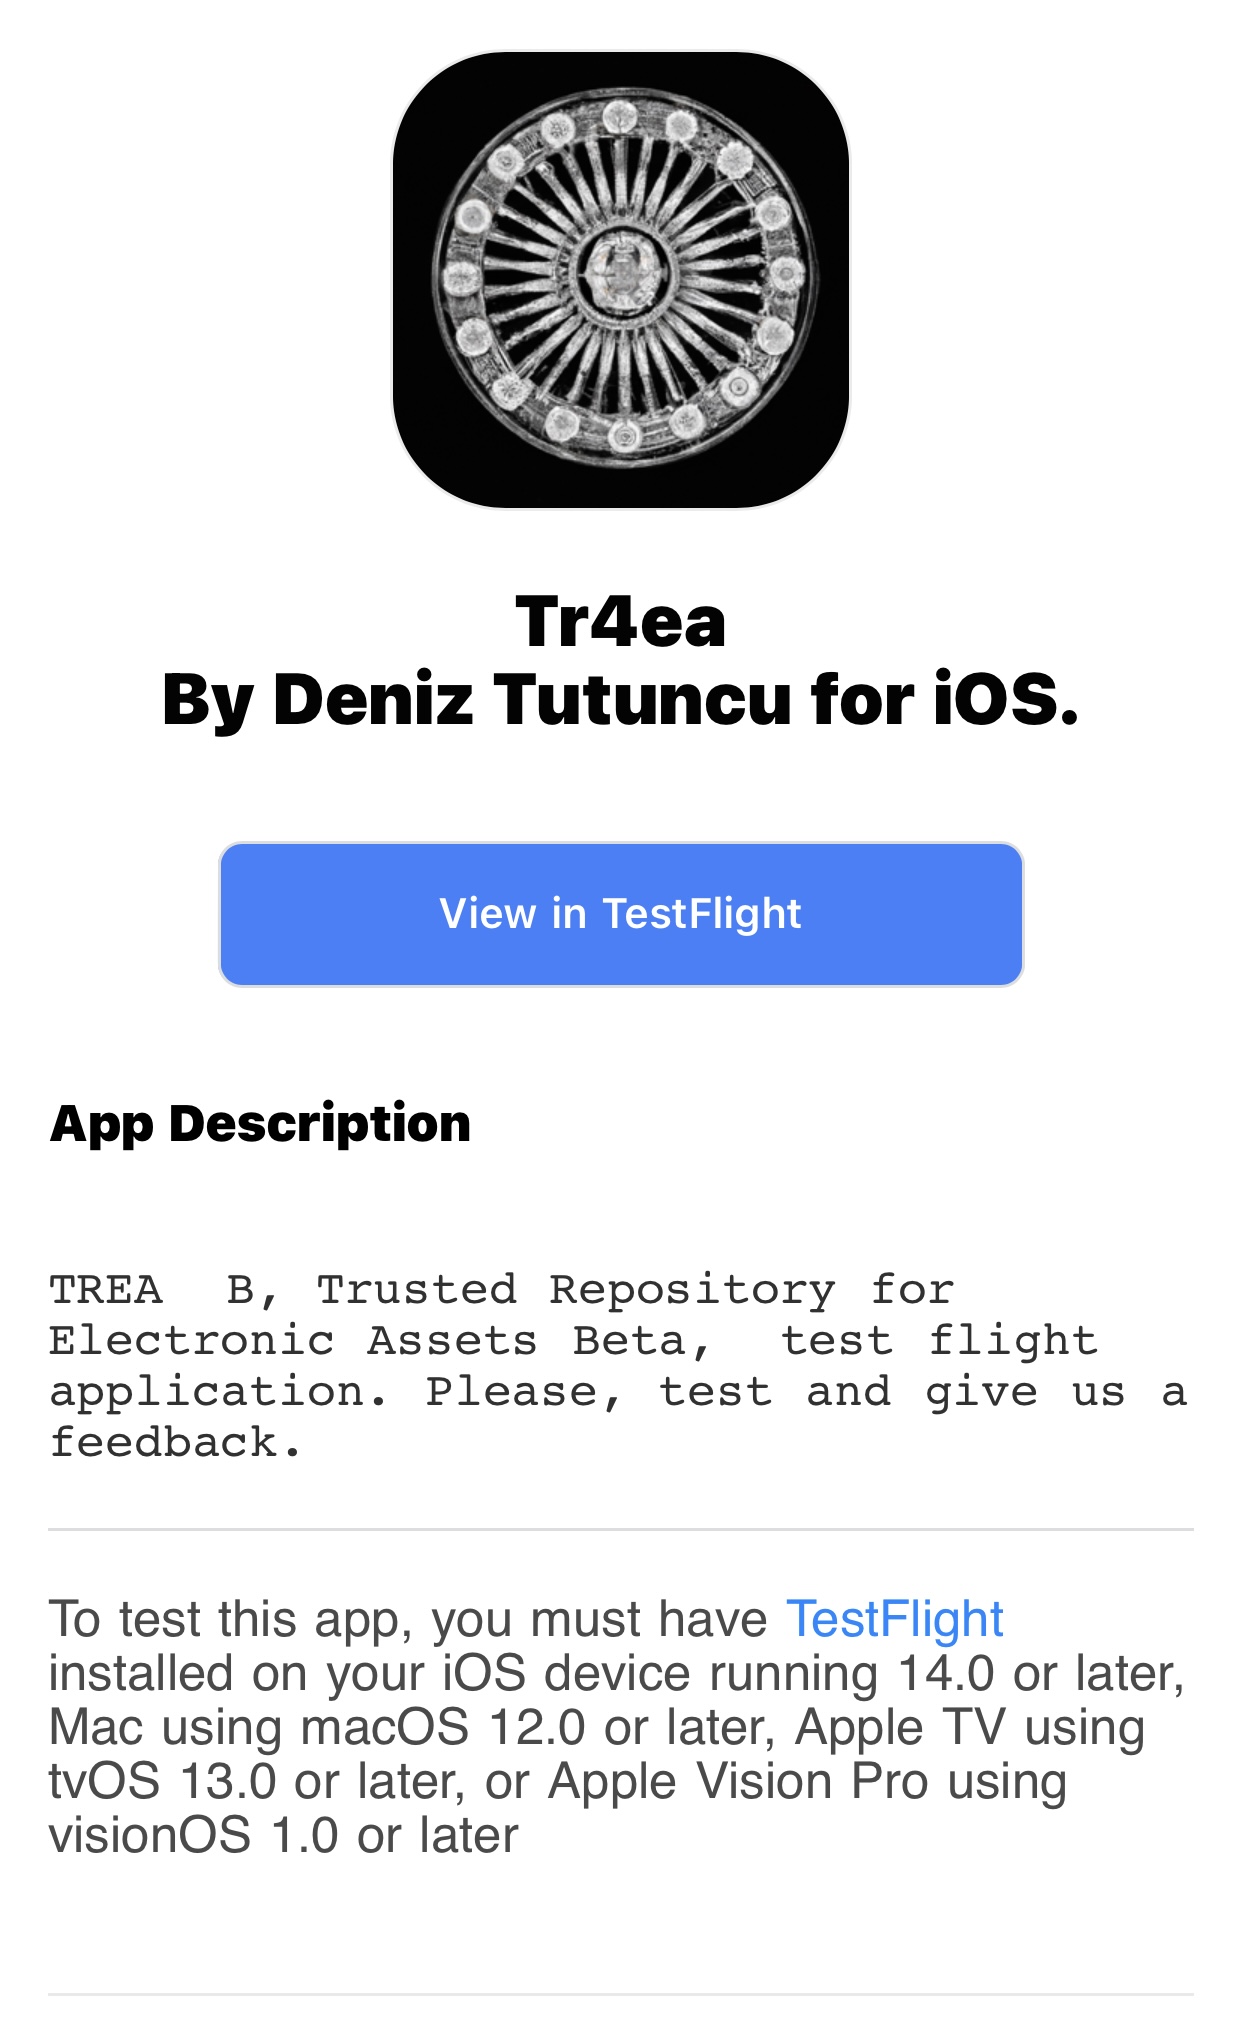 Tr4ea
By Deniz Tutuncu for iOS.
View in TestFlight
App Description
TREA  B, Trusted Repository for
Electronic Assets Beta,  test flight
application. Please, test and give us a
feedback.
To test this app, you must have TestFlight
installed on your iOS device running 14.0 or later,
Mac using macOS 12.0 or later, Apple TV using
tvOS 13.0 or later, or Apple Vision Pro using
visionOS 1.0 or later